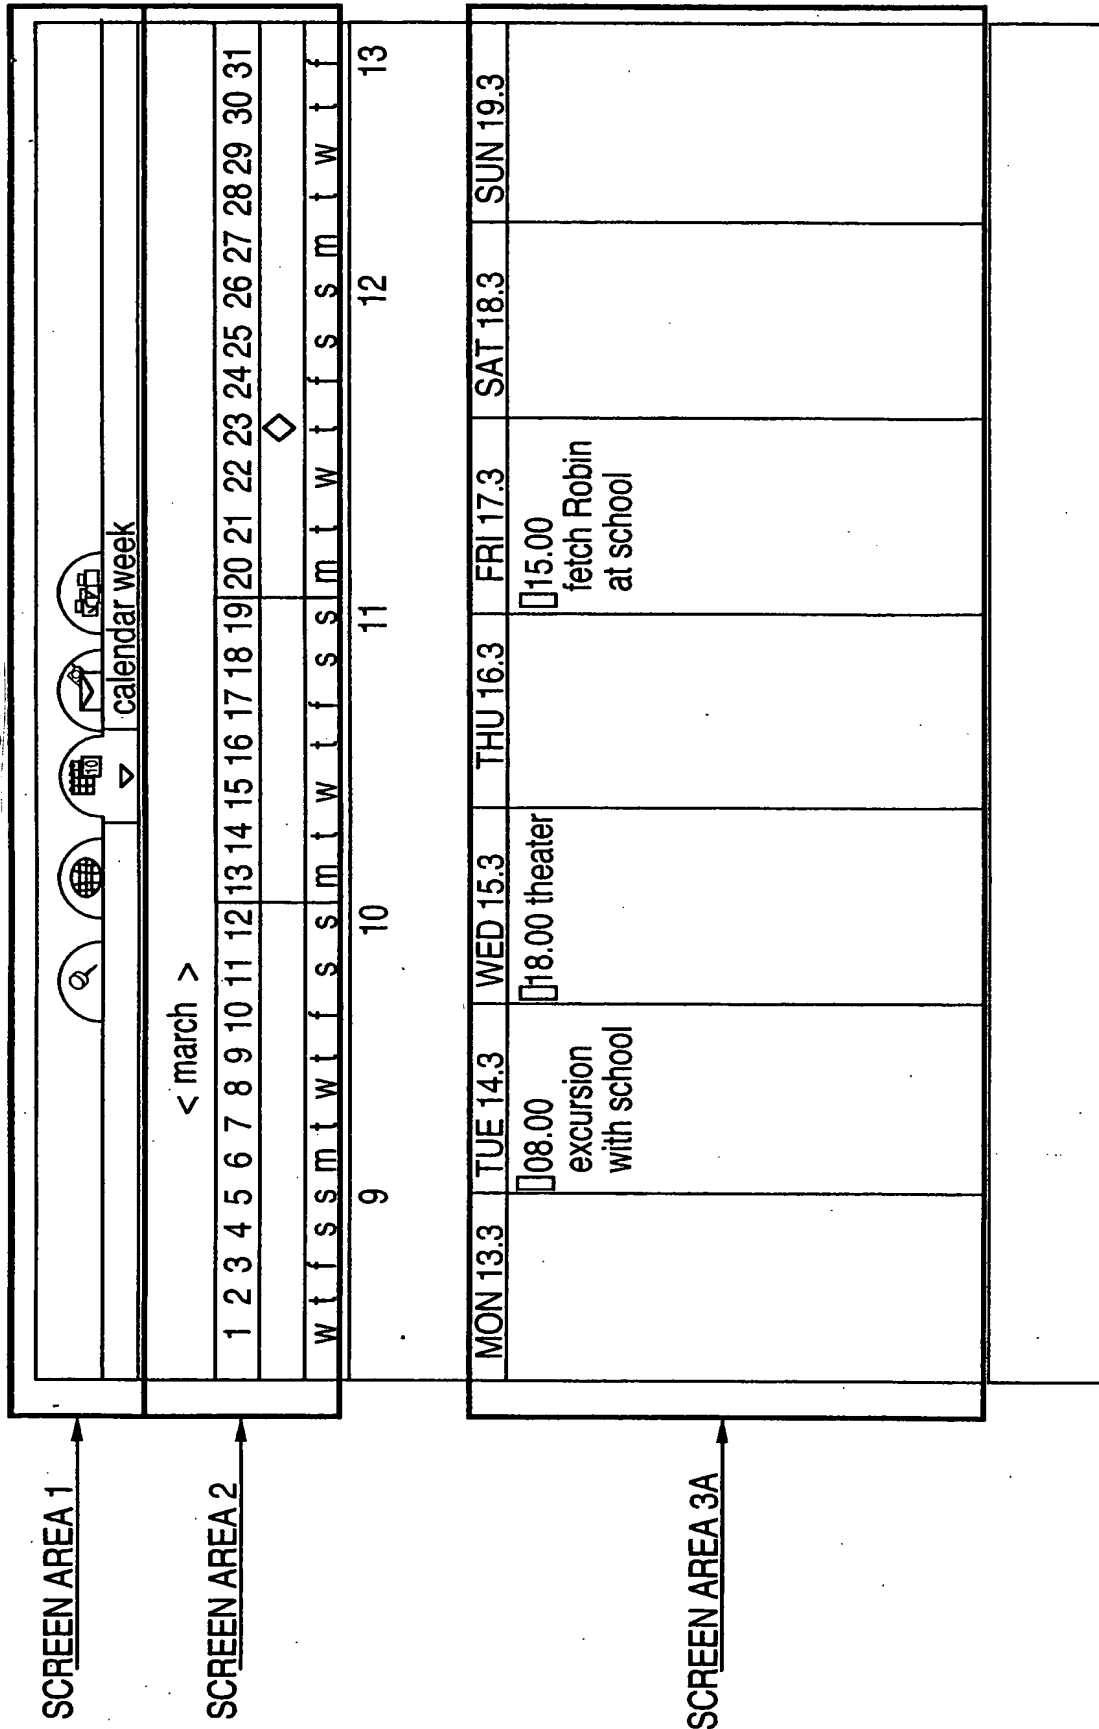 SCREEN AREA 1
calendar week
10
SCREEN AREA 2
< march >
1 2 3 4 5 6 7 8 9 10 11 12 13 14 15 16 17 18 19 20 21 22 23 24 25 26 27 28 29 30 31
w t f s s m t w t f s s m t w t f s s m t w t f s s m t w t f
9 10 11 12 13
SCREEN AREA 3A
MON 13.3 TUE 14.3 WED 15.3 THU 16.3 FRI 17.3 SAT 18.3 SUN 19.3
08.00
excursion
with school
18.00 theater
15.00
fetch Robin
at school